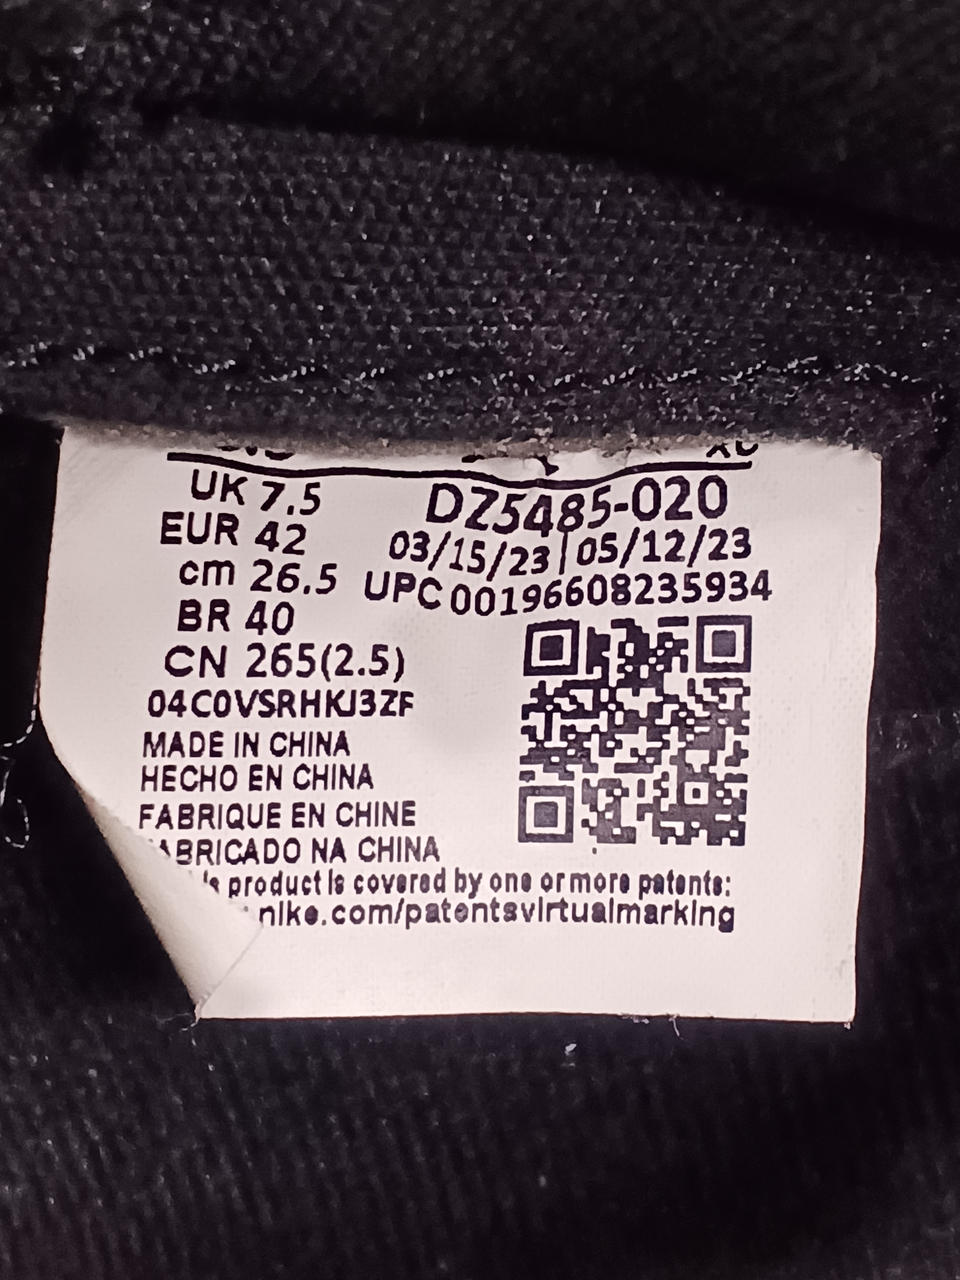 UK 7.5
EUR 42
cm 26.5
BR 40
CN 265(2.5)
04C0VSRHKJ3ZF
DZ5485-020
03/15/23 | 05/12/23
UPC 00196608235934
MADE IN CHINA
HECHO EN CHINA
FABRIQUE EN CHINE
FABRICADO NA CHINA
product is covered by one or more patents:
nike.com/patentsvirtualmarking